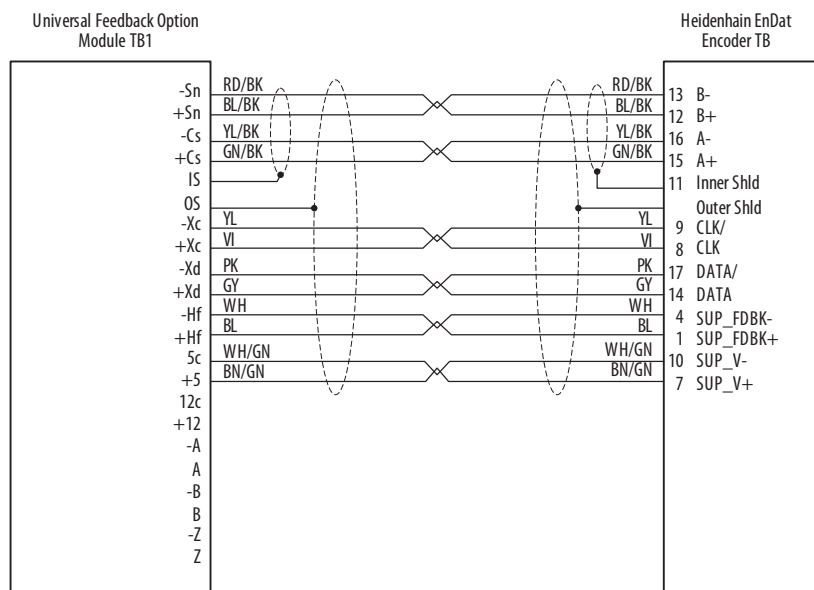 Universal Feedback Option
Module TB1
Heidenhain EnDat
Encoder TB
-Sn RD/BK RD/BK 13 B-
+Sn BL/BK BL/BK 12 B+
-Cs YL/BK YL/BK 16 A-
+Cs GN/BK GN/BK 15 A+
IS 11 Inner Shld
OS Outer Shld
-Xc YL YL 9 CLK/
+Xc VI VI 8 CLK
-Xd PK PK 17 DATA/
+Xd GY GY 14 DATA
-Hf WH WH 4 SUP_FDBK-
+Hf BL BL 1 SUP_FDBK+
5c WH/GN WH/GN 10 SUP_V-
+5 BN/GN BN/GN 7 SUP_V+
12c
+12
-A
A
-B
B
-Z
Z